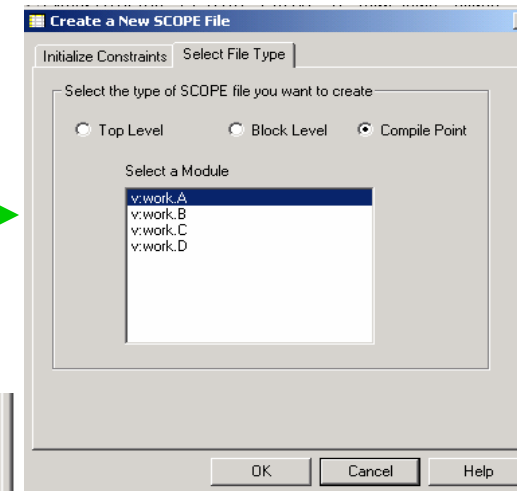 Create a New SCOPE File
Initialize Constraints Select File Type
Select the type of SCOPE file you want to create
Top Level Block Level Compile Point
Select a Module
v:work.A
v:work.B
v:work.C
v:work.D
OK Cancel Help